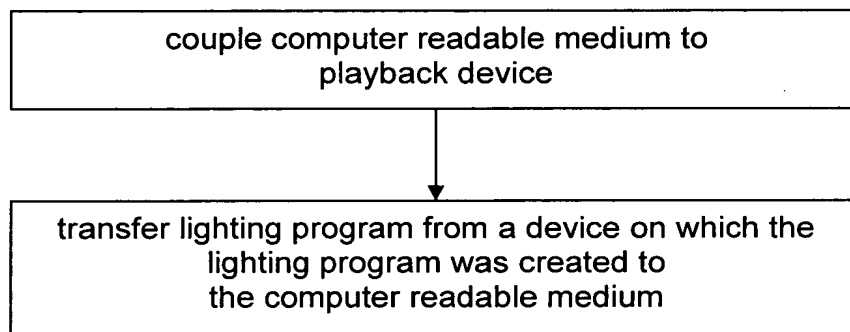 couple computer readable medium to
playback device
transfer lighting program from a device on which the
lighting program was created to
the computer readable medium